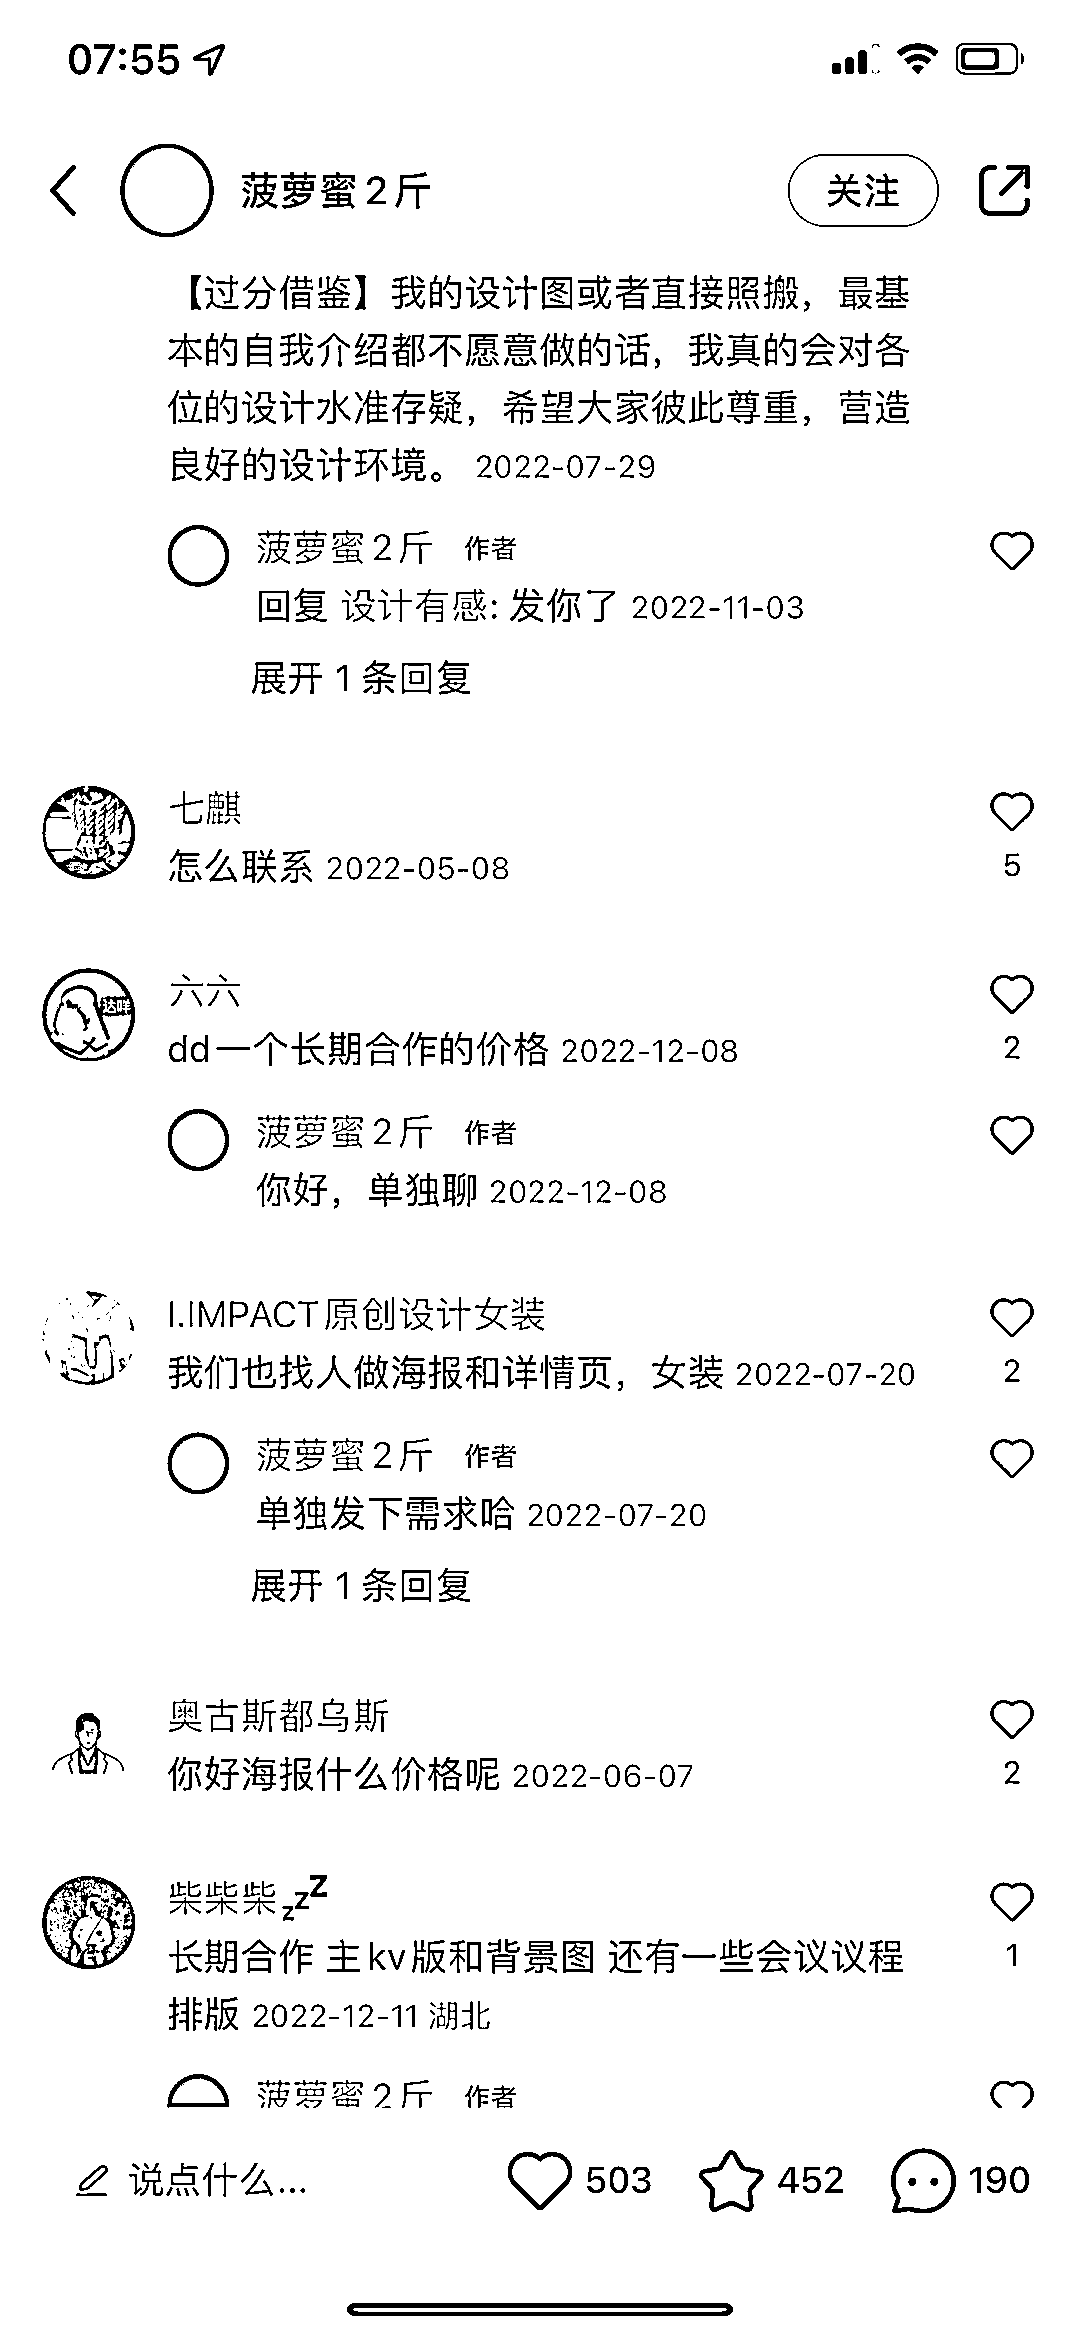 07:55
菠萝蜜2斤
关注
【过分借鉴】我的设计图或者直接照搬，最基
本的自我介绍都不愿意做的话，我真的会对各
位的设计水准存疑，希望大家彼此尊重，营造
良好的设计环境。 2022-07-29
菠萝蜜2斤 作者
回复 设计有感: 发你了 2022-11-03
展开 1 条回复
七麒
怎么联系 2022-05-08
5
六六
dd一个长期合作的价格 2022-12-08
2
菠萝蜜2斤 作者
你好，单独聊 2022-12-08
I.IMPACT原创设计女装
我们也找人做海报和详情页，女装 2022-07-20
2
菠萝蜜2斤 作者
单独发下需求哈 2022-07-20
展开 1 条回复
奥古斯都乌斯
你好海报什么价格呢 2022-06-07
2
柴柴柴💤
长期合作 主kv版和背景图 还有一些会议议程
排版 2022-12-11 湖北
1
菠萝蜜2斤 作者
说点什么...
503
452
190